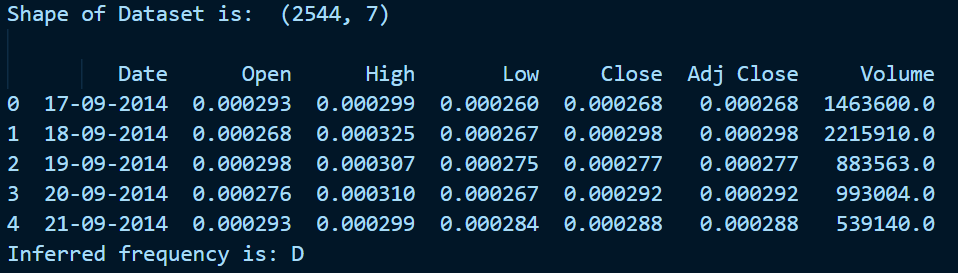 Shape of Dataset is:  (2544, 7)
Date Open High Low Close Adj Close Volume
0 17-09-2014 0.000293 0.000299 0.000260 0.000268 0.000268 1463600.0
1 18-09-2014 0.000268 0.000325 0.000267 0.000298 0.000298 2215910.0
2 19-09-2014 0.000298 0.000307 0.000275 0.000277 0.000277 883563.0
3 20-09-2014 0.000276 0.000310 0.000267 0.000292 0.000292 993004.0
4 21-09-2014 0.000293 0.000299 0.000284 0.000288 0.000288 539140.0
Inferred frequency is: D